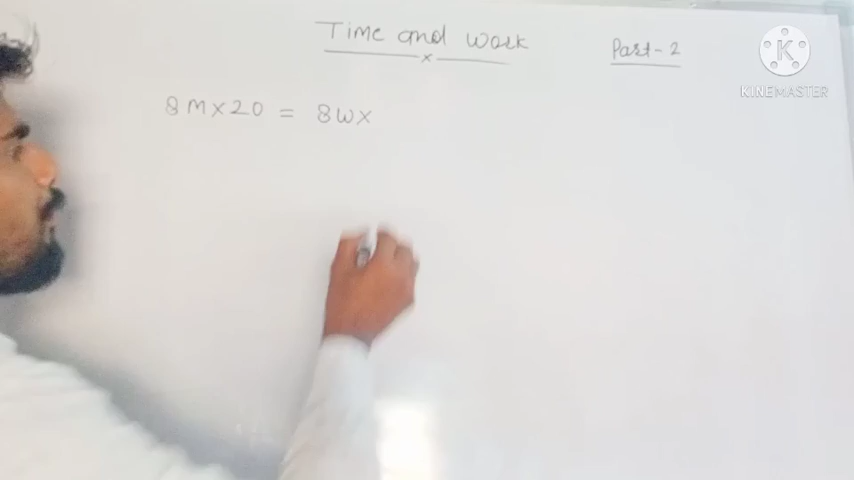 Time and work
Part-2
K
KINEMASTER
8M×20 = 8W×